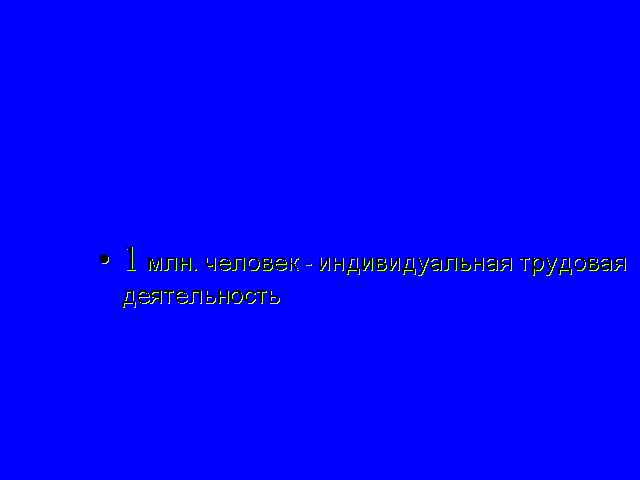 • 1 млн. человек - индивидуальная трудовая
деятельность